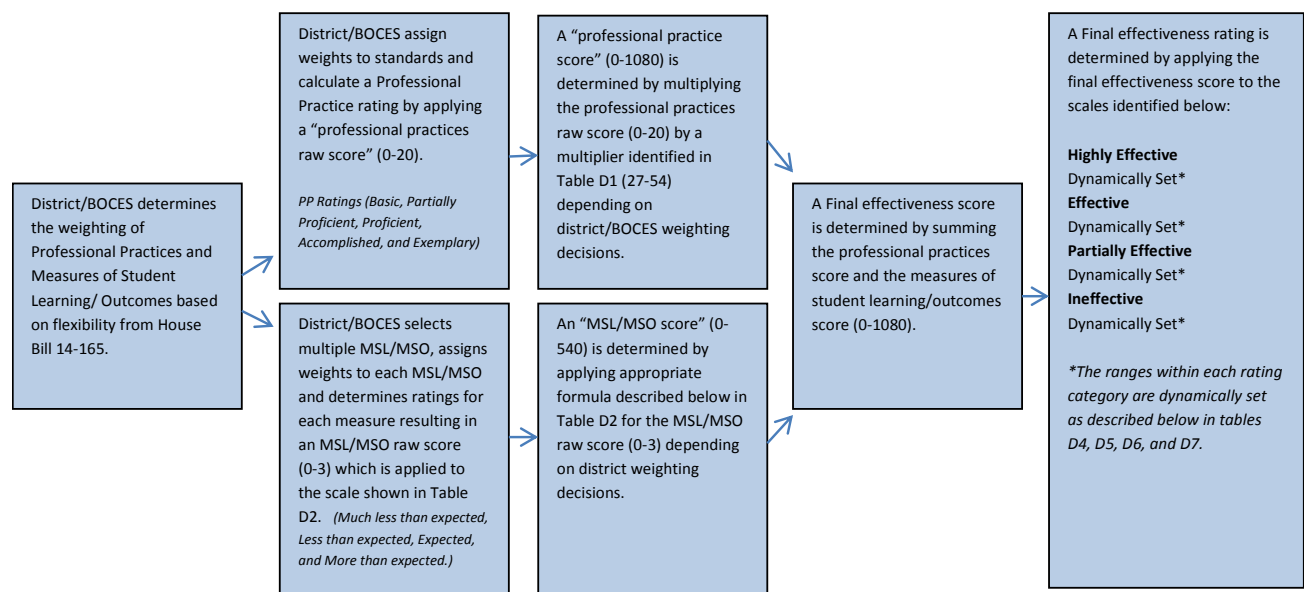 District/BOCES determines
the weighting of
Professional Practices and
Measures of Student
Learning/ Outcomes based
on flexibility from House
Bill 14-165.
District/BOCES assign
weights to standards and
calculate a Professional
Practice rating by applying
a “professional practices
raw score” (0-20).
PP Ratings (Basic, Partially
Proficient, Proficient,
Accomplished, and Exemplary)
District/BOCES selects
multiple MSL/MSO, assigns
weights to each MSL/MSO
and determines ratings for
each measure resulting in
an MSL/MSO raw score
(0-3) which is applied to
the scale shown in Table
D2. (Much less than expected,
Less than expected, Expected,
and More than expected.)
A “professional practice
score” (0-1080) is
determined by multiplying
the professional practices
raw score (0-20) by a
multiplier identified in
Table D1 (27-54)
depending on
district/BOCES weighting
decisions.
An “MSL/MSO score” (0-
540) is determined by
applying appropriate
formula described below in
Table D2 for the MSL/MSO
raw score (0-3) depending
on district weighting
decisions.
A Final effectiveness score
is determined by summing
the professional practices
score and the measures of
student learning/outcomes
score (0-1080).
A Final effectiveness rating is
determined by applying the
final effectiveness score to the
scales identified below:
Highly Effective
Dynamically Set*
Effective
Dynamically Set*
Partially Effective
Dynamically Set*
Ineffective
Dynamically Set*
*The ranges within each rating
category are dynamically set
as described below in tables
D4, D5, D6, and D7.